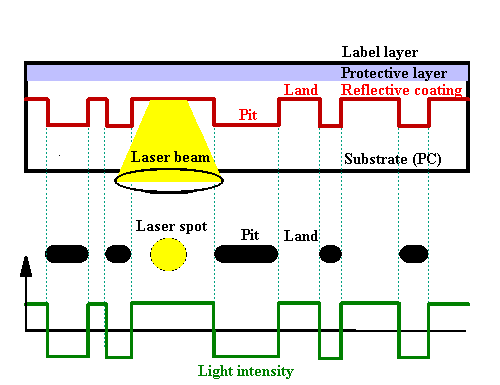 Label layer
Protective layer
Land Reflective coating
Pit
Laser beam
Substrate (PC)
Laser spot
Pit
Land
Light intensity